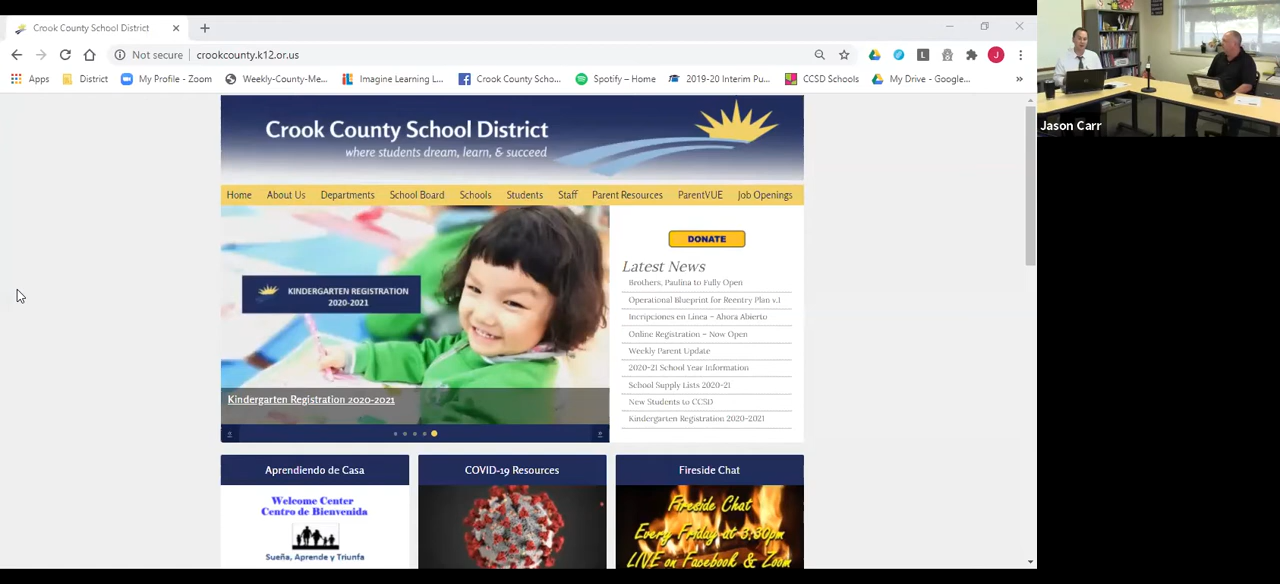 Crook County School District
Not secure | crookcounty.k12.or.us
J
Apps
District
My Profile - Zoom
Weekly-County-Me...
Imagine Learning L...
Crook County Scho...
Spotify – Home
2019-20 Interim Pu...
CCSD Schools
My Drive - Google...
»
Jason Carr
Crook County School District
where students dream, learn, & succeed
Home About Us Departments School Board Schools Students Staff Parent Resources ParentVUE Job Openings
KINDERGARTEN REGISTRATION
2020-2021
Kindergarten Registration 2020-2021
DONATE
Latest News
Brothers, Paulina to Fully Open
Operational Blueprint for Reentry Plan v.1
Incripciones en Linea – Ahora Abierto
Online Registration – Now Open
Weekly Parent Update
2020-21 School Year Information
School Supply Lists 2020-21
New Students to CCSD
Kindergarten Registration 2020-2021
Aprendiendo de Casa
Welcome Center
Centro de Bienvenida
Sueña, Aprende y Triunfa
COVID-19 Resources
Fireside Chat
Fireside Chat
Every Friday at 3:30pm
LIVE on Facebook & Zoom